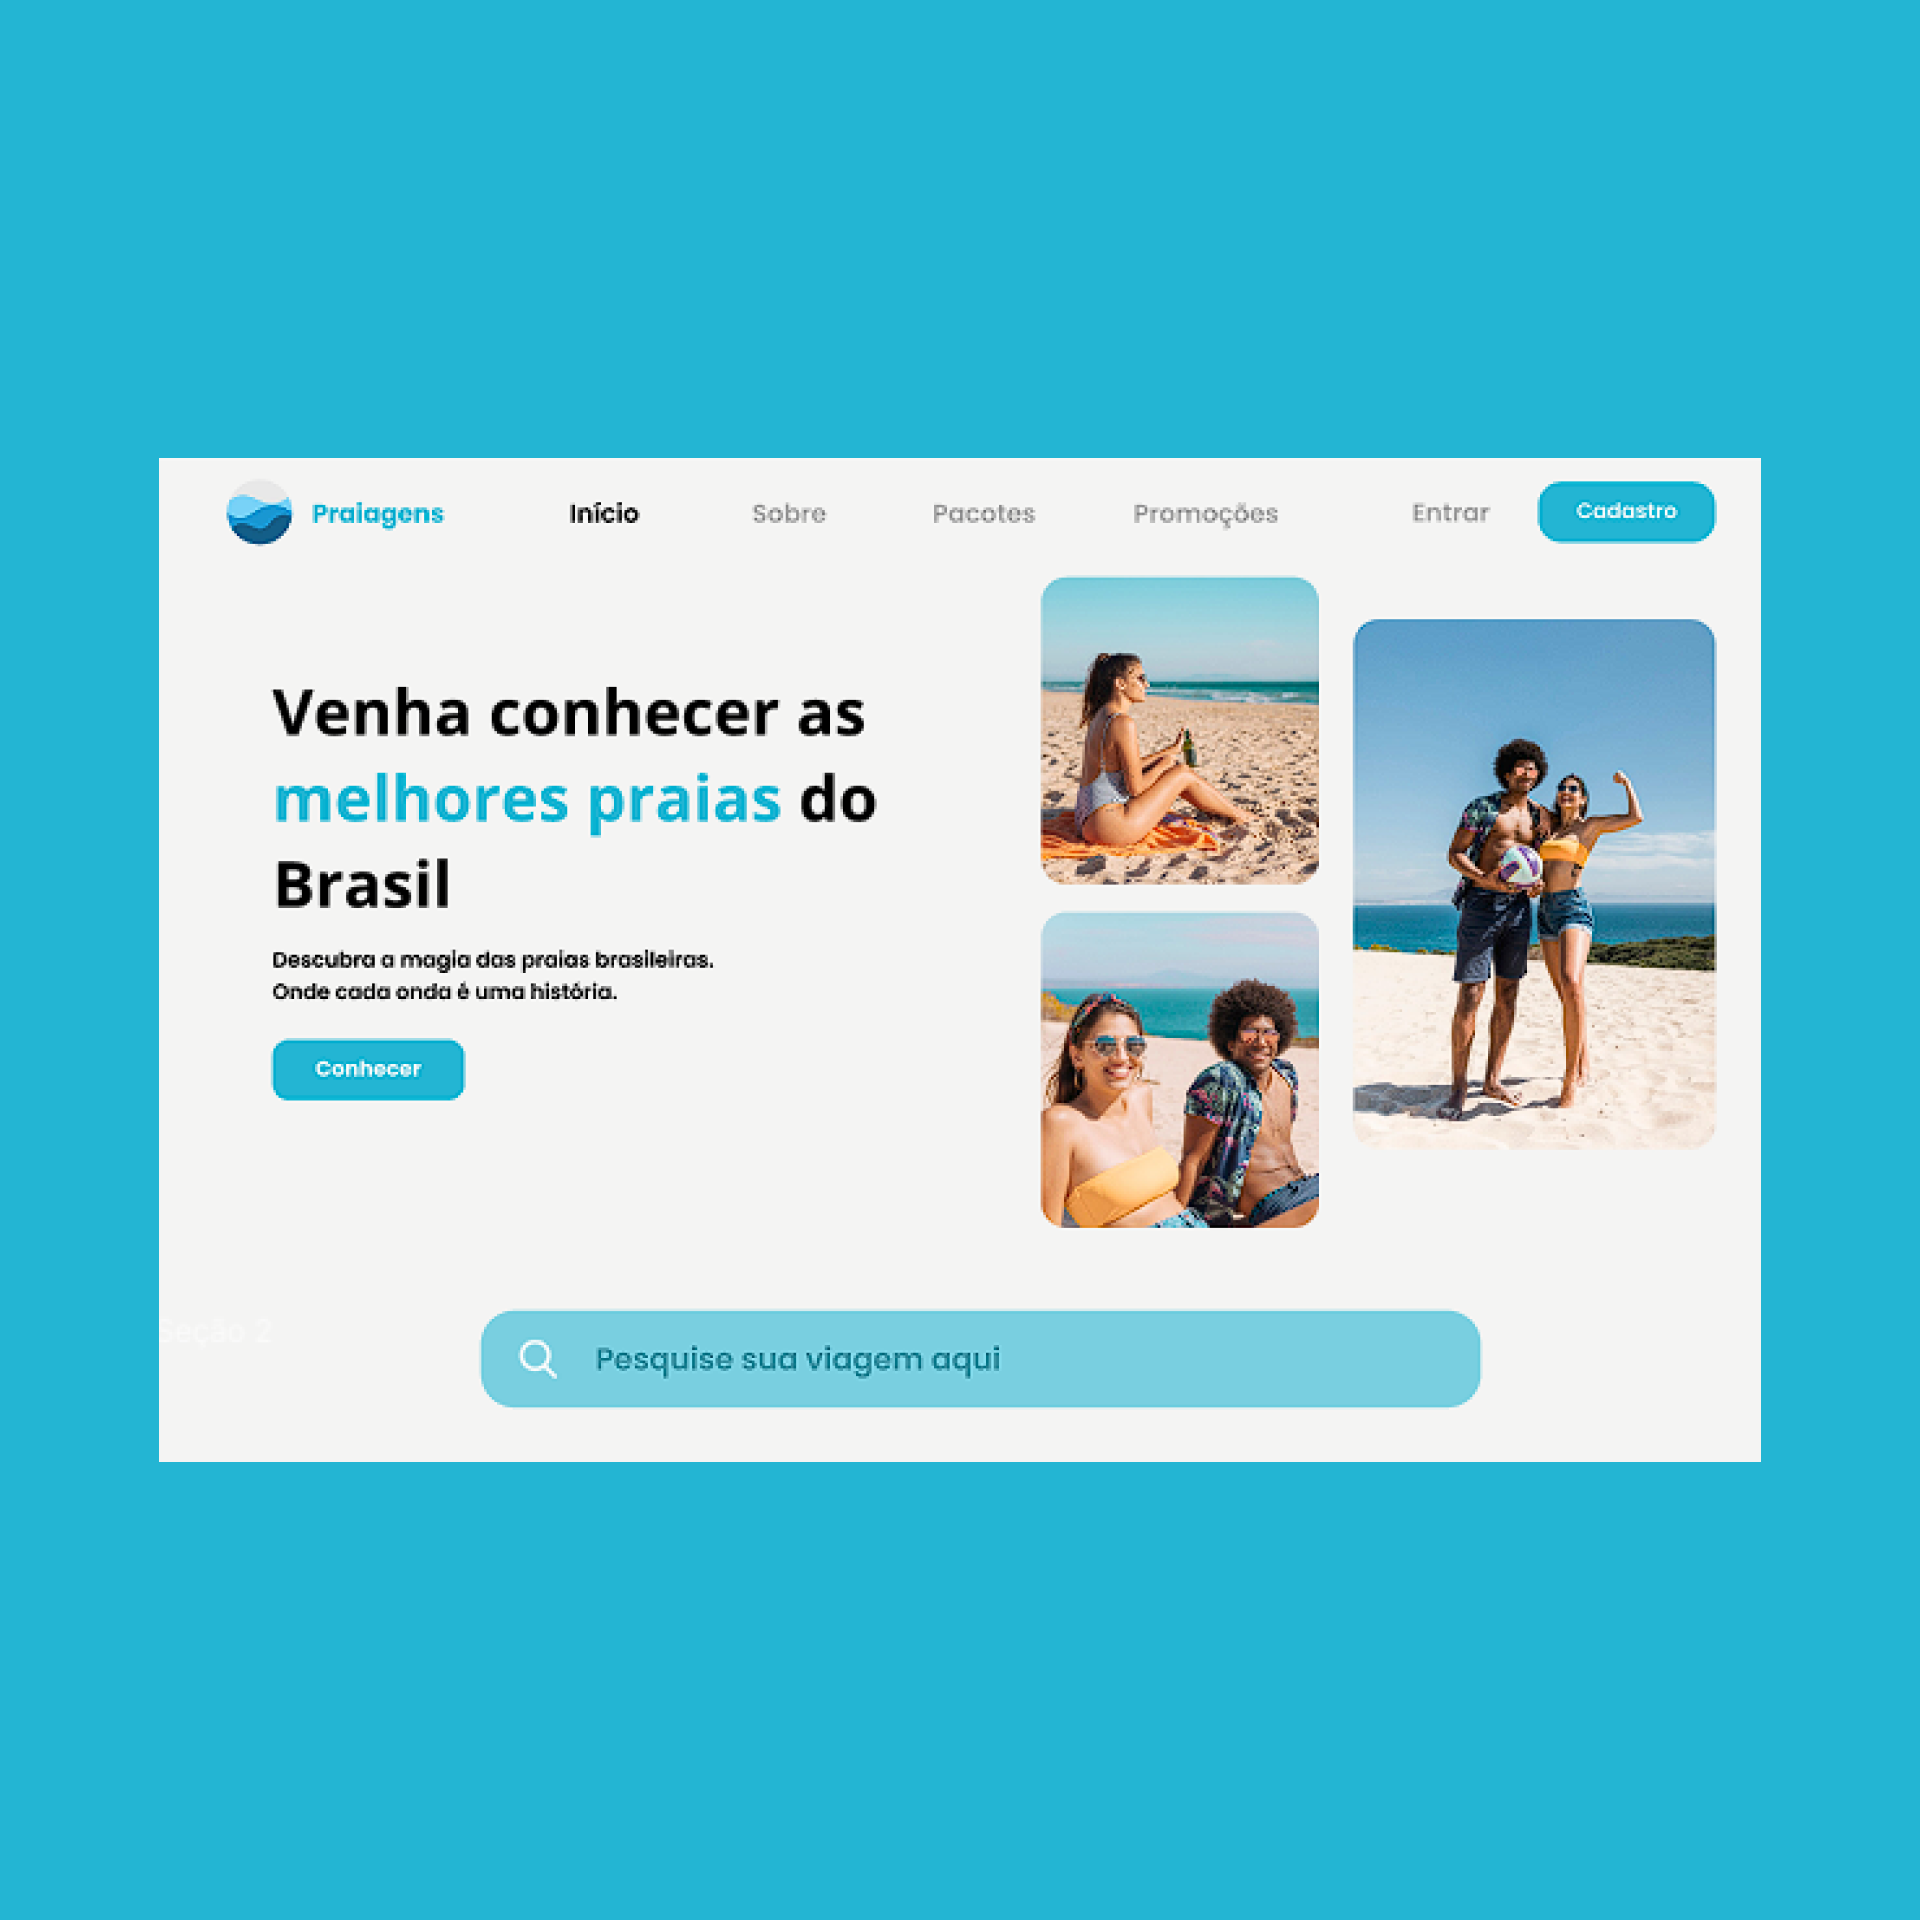 Praiagens
Início
Sobre
Pacotes
Promoções
Entrar
Cadastro
Venha conhecer as
melhores praias do
Brasil
Descubra a magia das praias brasileiras.
Onde cada onda é uma história.
Conhecer
Seção 2
Pesquise sua viagem aqui